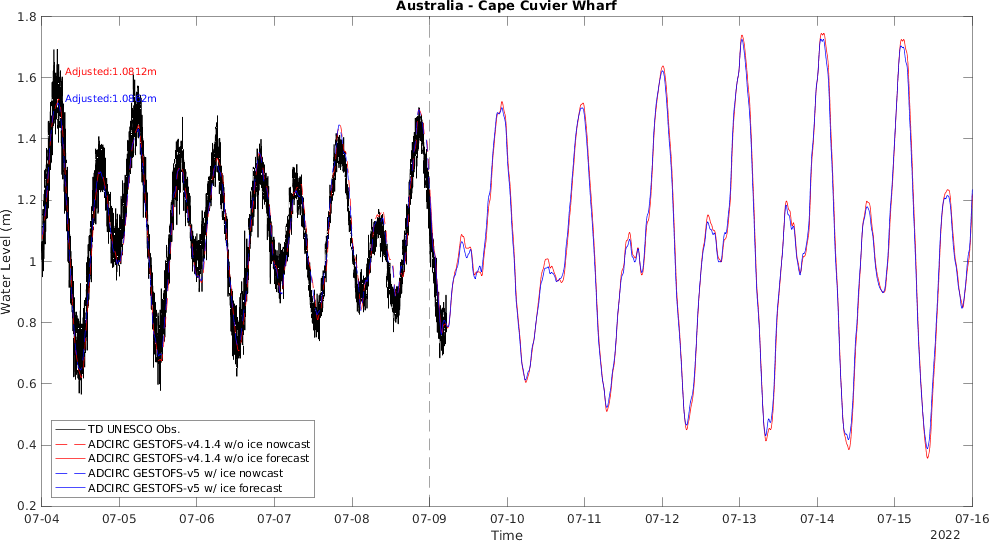 Australia - Cape Cuvier Wharf
Water Level (m)
1.8
1.6
1.4
1.2
1
0.8
0.6
0.4
0.2
Adjusted:1.0812m
TD UNESCO Obs.
ADCIRC GESTOFS-v4.1.4 w/o ice nowcast
ADCIRC GESTOFS-v4.1.4 w/o ice forecast
ADCIRC GESTOFS-v5 w/ ice nowcast
ADCIRC GESTOFS-v5 w/ ice forecast
07-04 07-05 07-06 07-07 07-08 07-09 07-10 07-11 07-12 07-13 07-14 07-15 07-16
Time
2022